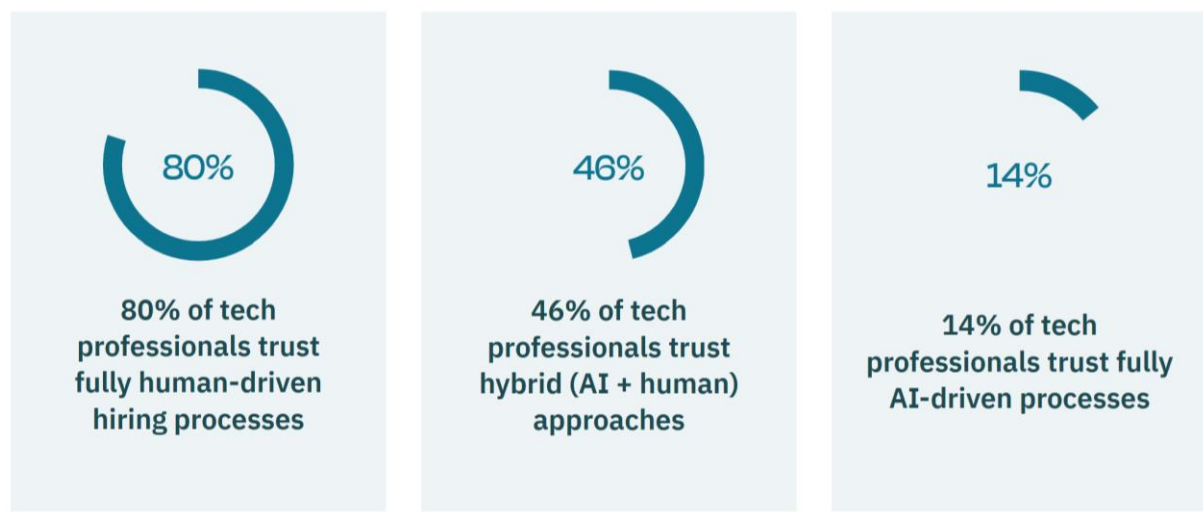 80%
80% of tech
professionals trust
fully human-driven
hiring processes
46%
46% of tech
professionals trust
hybrid (AI + human)
approaches
14%
14% of tech
professionals trust fully
AI-driven processes